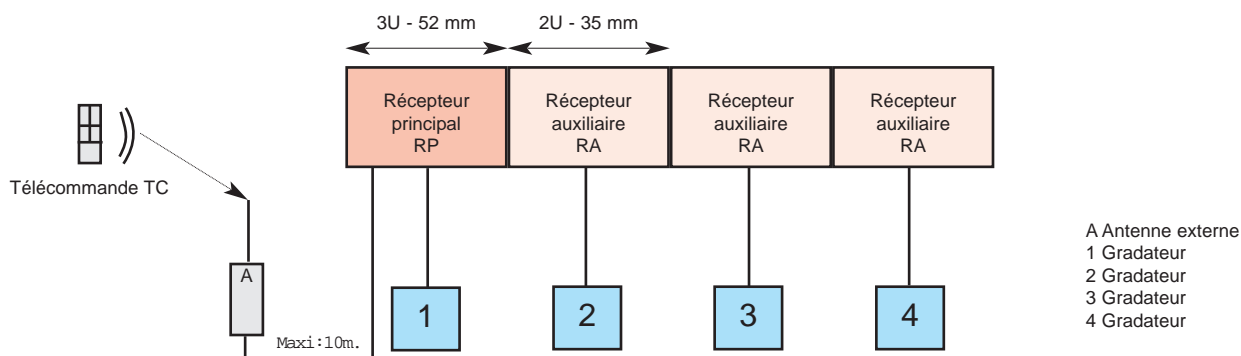 3U - 52 mm
2U - 35 mm
Récepteur
principal
RP
Récepteur
auxiliaire
RA
Récepteur
auxiliaire
RA
Récepteur
auxiliaire
RA
Télécommande TC
A
Maxi:10m.
1
2
3
4
A Antenne externe
1 Gradateur
2 Gradateur
3 Gradateur
4 Gradateur